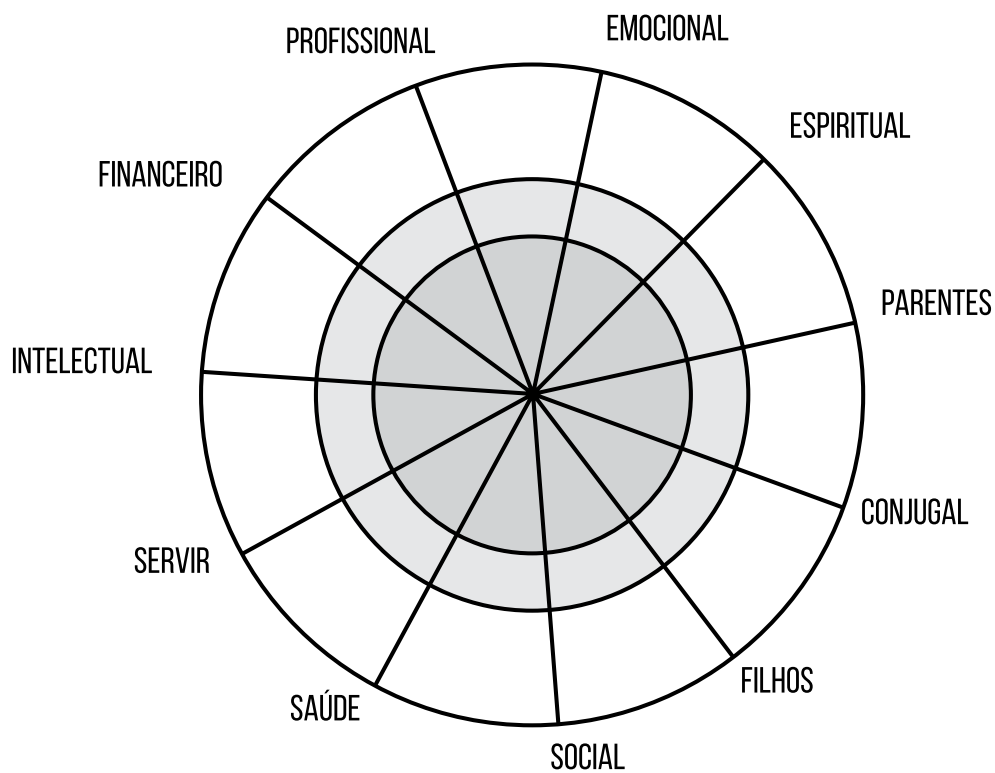 EMOCIONAL
PROFISSIONAL
ESPIRITUAL
FINANCEIRO
PARENTES
INTELECTUAL
CONJUGAL
SERVIR
FILHOS
SAÚDE
SOCIAL